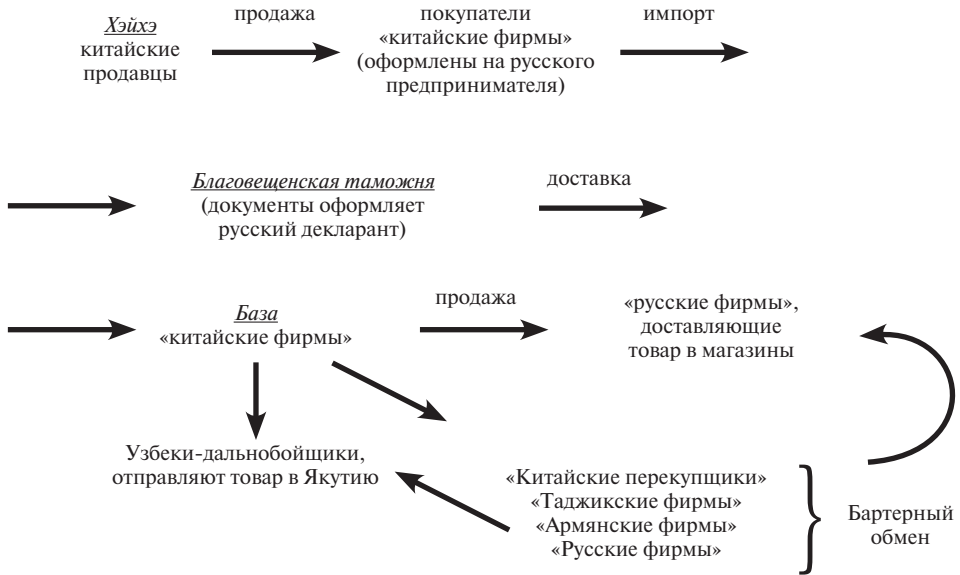 Хэйхэ
китайские
продавцы
продажа
покупатели
«китайские фирмы»
(оформлены на русского
предпринимателя)
импорт
Благовещенская таможня
(документы оформляет
русский декларант)
доставка
База
«китайские фирмы»
продажа
«русские фирмы»,
доставляющие
товар в магазины
Узбеки-дальнобойщики,
отправляют товар в Якутию
«Китайские перекупщики»
«Таджикские фирмы»
«Армянские фирмы»
«Русские фирмы»
Бартерный
обмен